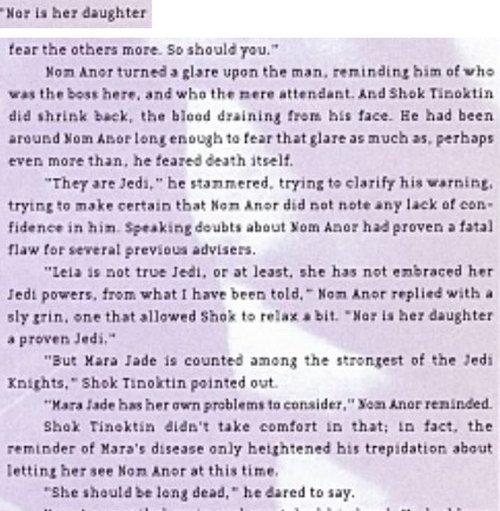 "Nor is her daughter
fear the others more. So should you."
Nom Anor turned a glare upon the man, reminding him of who
was the boss here, and who the mere attendant. And Shok Tinoktin
did shrink back, the blood draining from his face. He had been
around Nom Anor long enough to fear that glare as much as, perhaps
even more than, he feared death itself.
"They are Jedi," he stammered, trying to clarify his warning,
trying to make certain that Nom Anor did not note any lack of con-
fidence in him. Speaking doubts about Nom Anor had proven a fatal
flaw for several previous advisers.
"Leia is not true Jedi, or at least, she has not embraced her
Jedi powers, from what I have been told," Nom Anor replied with a
sly grin, one that allowed Shok to relax a bit. "Nor is her daughter
a proven Jedi."
"But Mara Jade is counted among the strongest of the Jedi
Knights," Shok Tinoktin pointed out.
"Mara Jade has her own problems to consider," Nom Anor reminded.
Shok Tinoktin didn't take comfort in that; in fact, the
reminder of Mara's disease only heightened his trepidation about
letting her see Nom Anor at this time.
"She should be long dead," he dared to say.